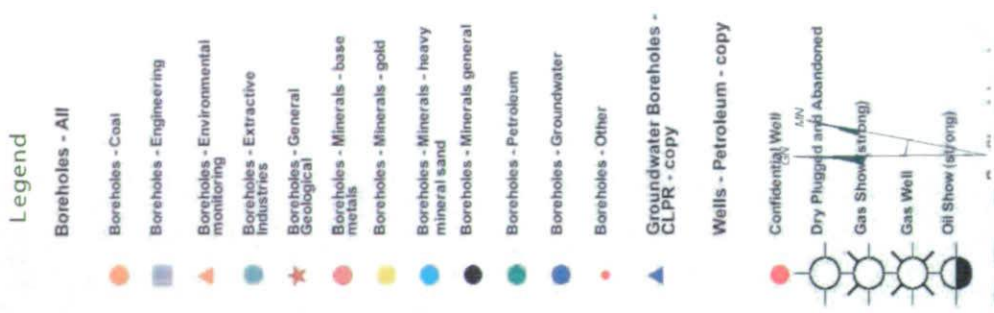 Legend
Boreholes - All
Boreholes - Coal
Boreholes - Engineering
Boreholes - Environmental
monitoring
Boreholes - Extractive
Industries
Boreholes - General
Geological
Boreholes - Minerals - base
metals
Boreholes - Minerals - gold
Boreholes - Minerals - heavy
mineral sand
Boreholes - Minerals general
Boreholes - Petroleum
Boreholes - Groundwater
Boreholes - Other
Groundwater Boreholes -
CLPR - copy
Wells - Petroleum - copy
Confidential Well
GN
MN
Dry Plugged and Abandoned
Gas Show (strong)
Gas Well
Oil Show (strong)